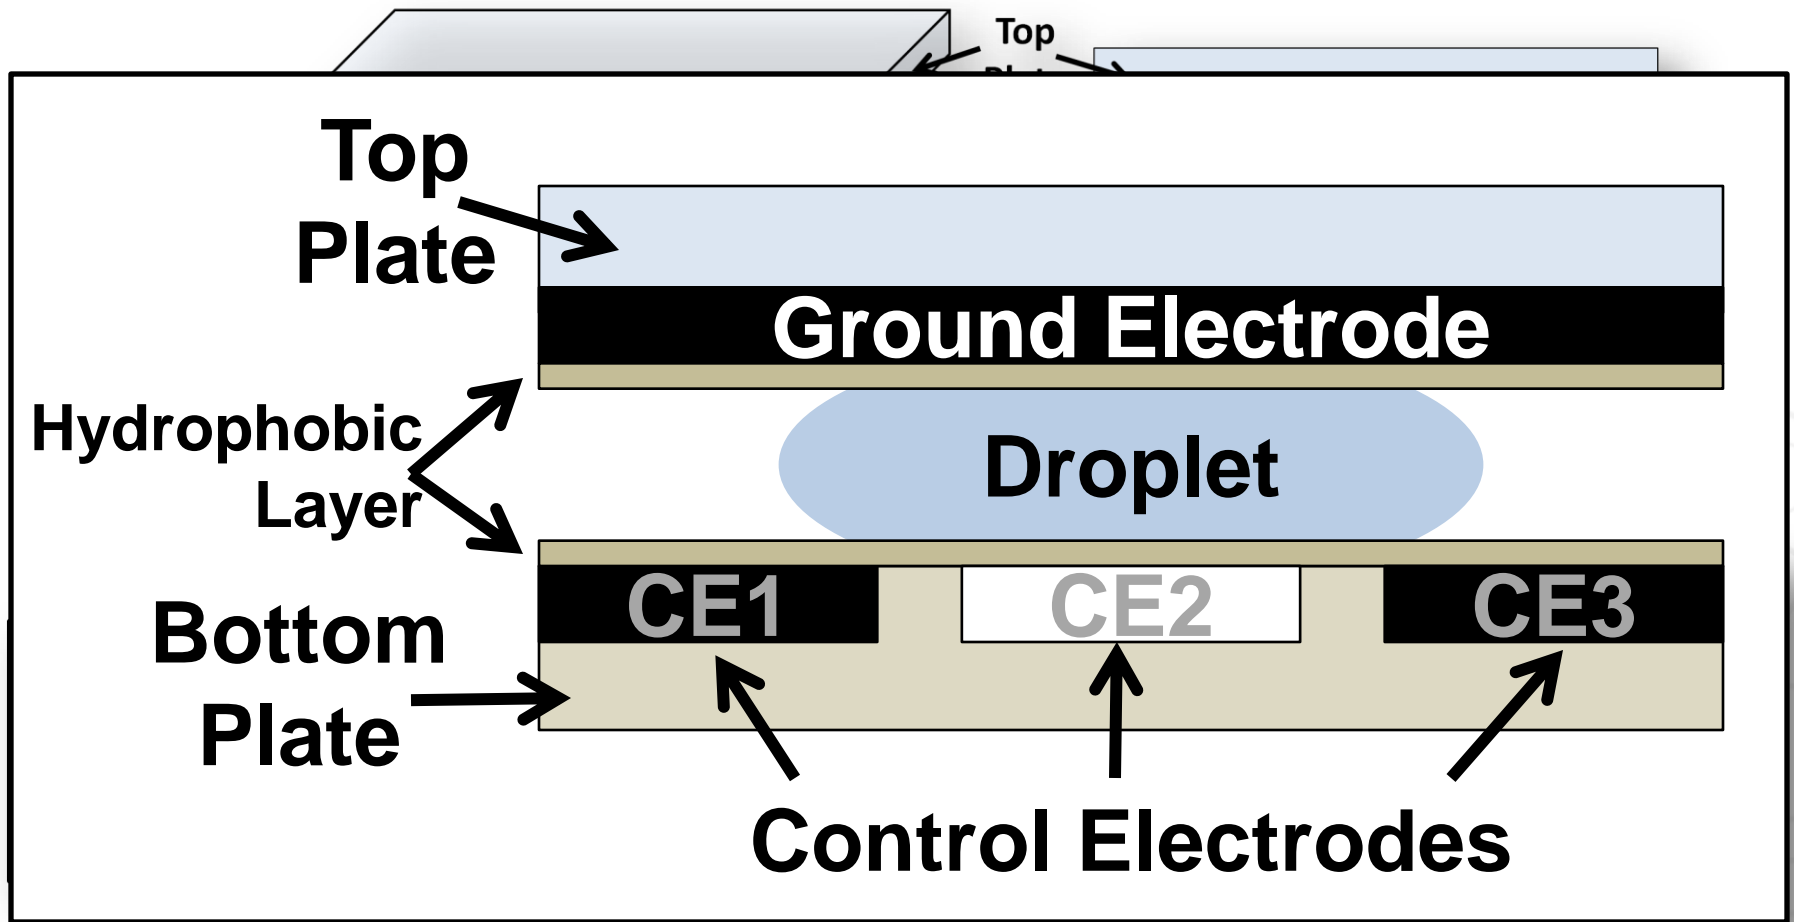 Top
Top
Plate
Ground Electrode
Hydrophobic
Layer
Droplet
CE1
CE2
CE3
Bottom
Plate
Control Electrodes